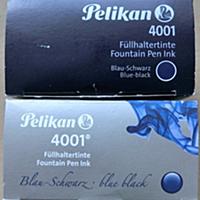 Pelikan
4001
Füllhaltertinte
Fountain Pen Ink
Blau-Schwarz
Blue-black
Pelikan
4001®
Füllhaltertinte
Fountain Pen Ink
Blau-Schwarz · blue black